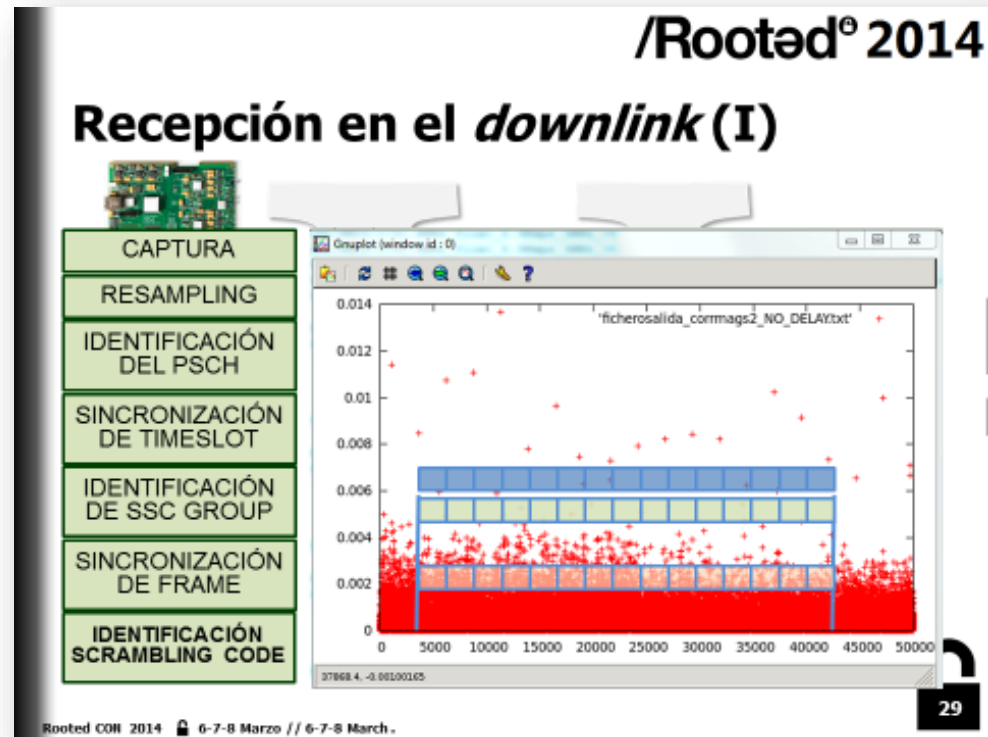 /Rootəd® 2014
Recepción en el downlink (I)
CAPTURA
RESAMPLING
IDENTIFICACIÓN
DEL PSCH
SINCRONIZACIÓN
DE TIMESLOT
IDENTIFICACIÓN
DE SSC GROUP
SINCRONIZACIÓN
DE FRAME
IDENTIFICACIÓN
SCRAMBLING CODE
Gnuplot (window id : 0)
'ficherosalida_corrmags2_NO_DELAY.txt'
0.014
0.012
0.01
0.008
0.006
0.004
0.002
0
0 5000 10000 15000 20000 25000 30000 35000 40000 45000 50000
37868.4, -0.00100165
29
Rooted CON 2014 6-7-8 Marzo // 6-7-8 March.